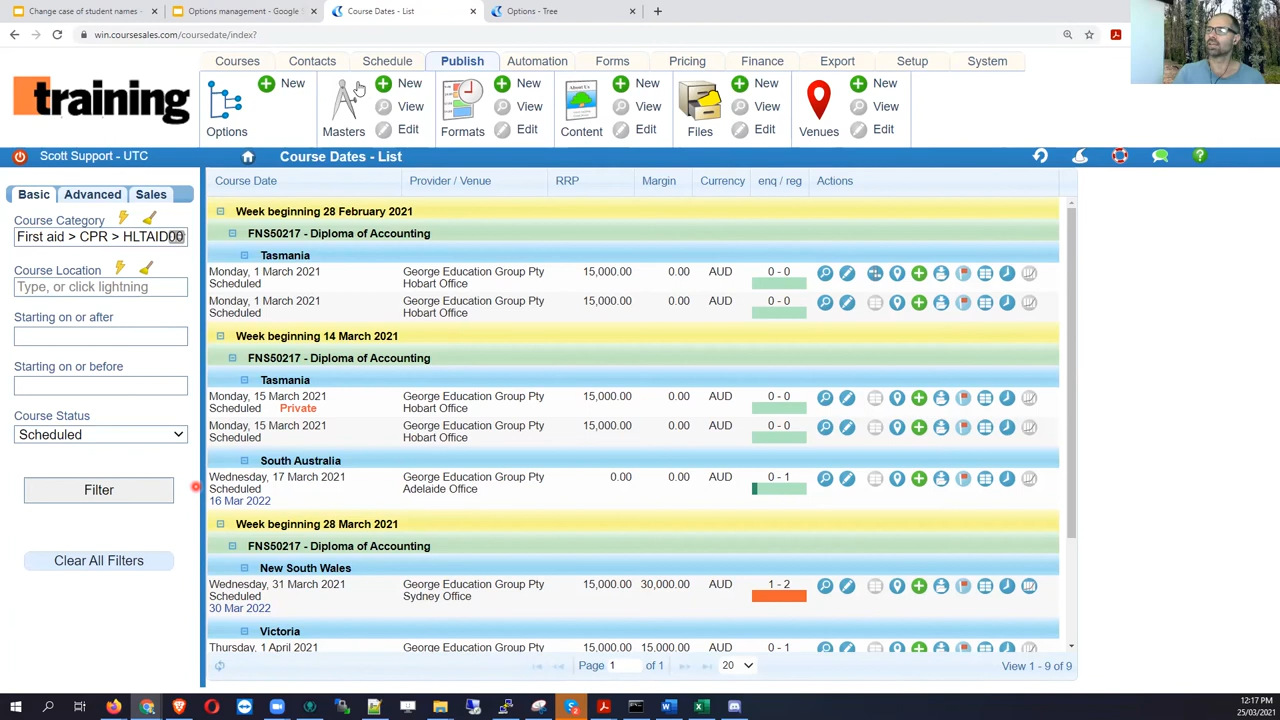 Change case of student names -
Options management - Google S
Course Dates - List
Options - Tree
win.coursesales.com/coursedate/index?
training
Courses
Contacts
Schedule
Publish
Automation
Forms
Pricing
Finance
Export
Setup
System
New
Options
New
View
Edit
Masters
New
View
Edit
Formats
New
View
Edit
Content
New
View
Edit
Files
New
View
Edit
Venues
Scott Support - UTC
Course Dates - List
Basic
Advanced
Sales
Course Category
First aid > CPR > HLTAID00
Course Location
Type, or click lightning
Starting on or after
Starting on or before
Course Status
Scheduled
Filter
Clear All Filters
Course Date Provider / Venue RRP Margin Currency enq / reg Actions
Week beginning 28 February 2021
FNS50217 - Diploma of Accounting
Tasmania
Monday, 1 March 2021 George Education Group Pty 15,000.00 0.00 AUD 0 - 0
Scheduled Hobart Office
Monday, 1 March 2021 George Education Group Pty 15,000.00 0.00 AUD 0 - 0
Scheduled Hobart Office
Week beginning 14 March 2021
FNS50217 - Diploma of Accounting
Tasmania
Monday, 15 March 2021 George Education Group Pty 15,000.00 0.00 AUD 0 - 0
Scheduled Private Hobart Office
Monday, 15 March 2021 George Education Group Pty 15,000.00 0.00 AUD 0 - 0
Scheduled Hobart Office
South Australia
Wednesday, 17 March 2021 George Education Group Pty 0.00 0.00 AUD 0 - 1
Scheduled Adelaide Office
16 Mar 2022
Week beginning 28 March 2021
FNS50217 - Diploma of Accounting
New South Wales
Wednesday, 31 March 2021 George Education Group Pty 15,000.00 30,000.00 AUD 1 - 2
Scheduled Sydney Office
30 Mar 2022
Victoria
Thursday, 1 April 2021 George Education Group Pty 15,000.00 15,000.00 AUD 0 - 1
Page 1 of 1 20 View 1 - 9 of 9
12:17 PM
25/03/2021